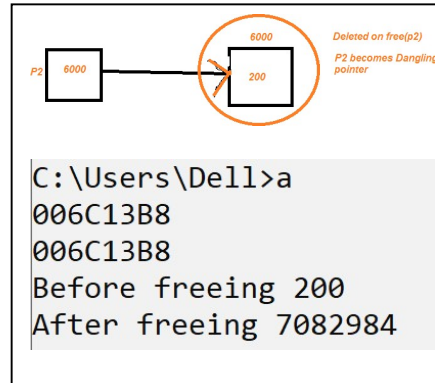 6000
Deleted on free(p2)
P2 becomes Dangling
pointer
P2
6000
200
C:\Users\Dell>a
006C13B8
006C13B8
Before freeing 200
After freeing 7082984